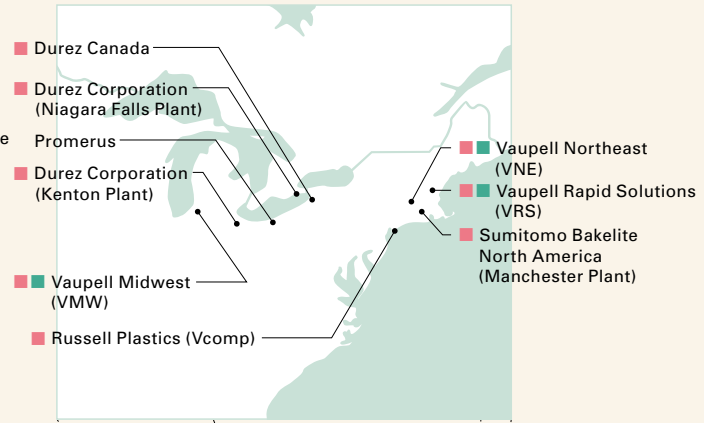 Durez Canada
Durez Corporation
(Niagara Falls Plant)
e
Promerus
Durez Corporation
(Kenton Plant)
Vaupell Midwest
(VMW)
Russell Plastics (Vcomp)
Vaupell Northeast
(VNE)
Vaupell Rapid Solutions
(VRS)
Sumitomo Bakelite
North America
(Manchester Plant)